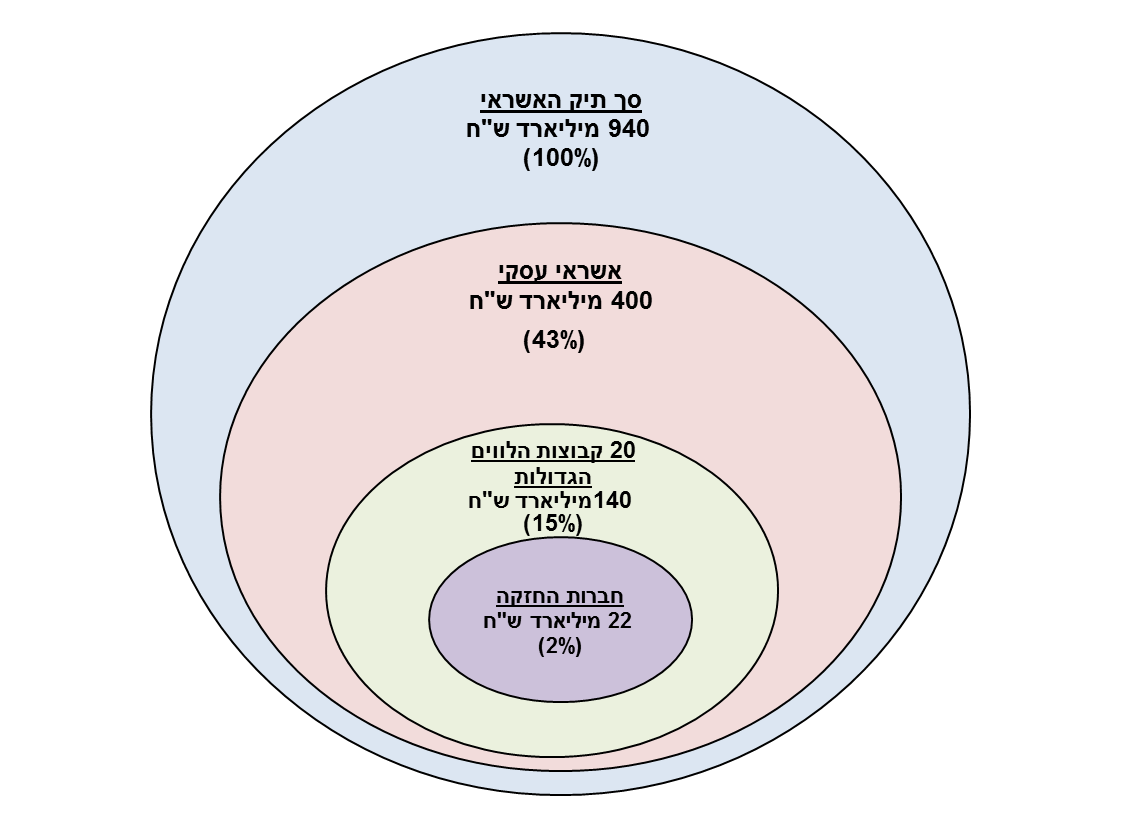 סך תיק האשראי
940 מיליארד ש"ח
(100%)
אשראי עסקי
400 מיליארד ש"ח
(43%)
20 קבוצות הלווים
הגדולות
140מיליארד ש"ח
(15%)
חברות החזקה
22 מיליארד ש"ח
(2%)